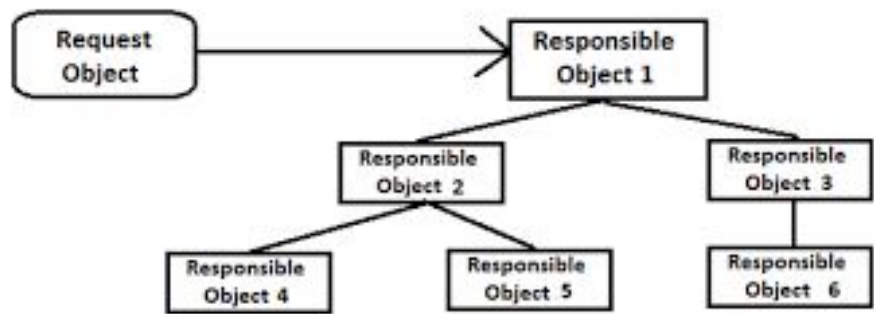 Request
Object
Responsible
Object 1
Responsible
Object 2
Responsible
Object 3
Responsible
Object 4
Responsible
Object 5
Responsible
Object 6